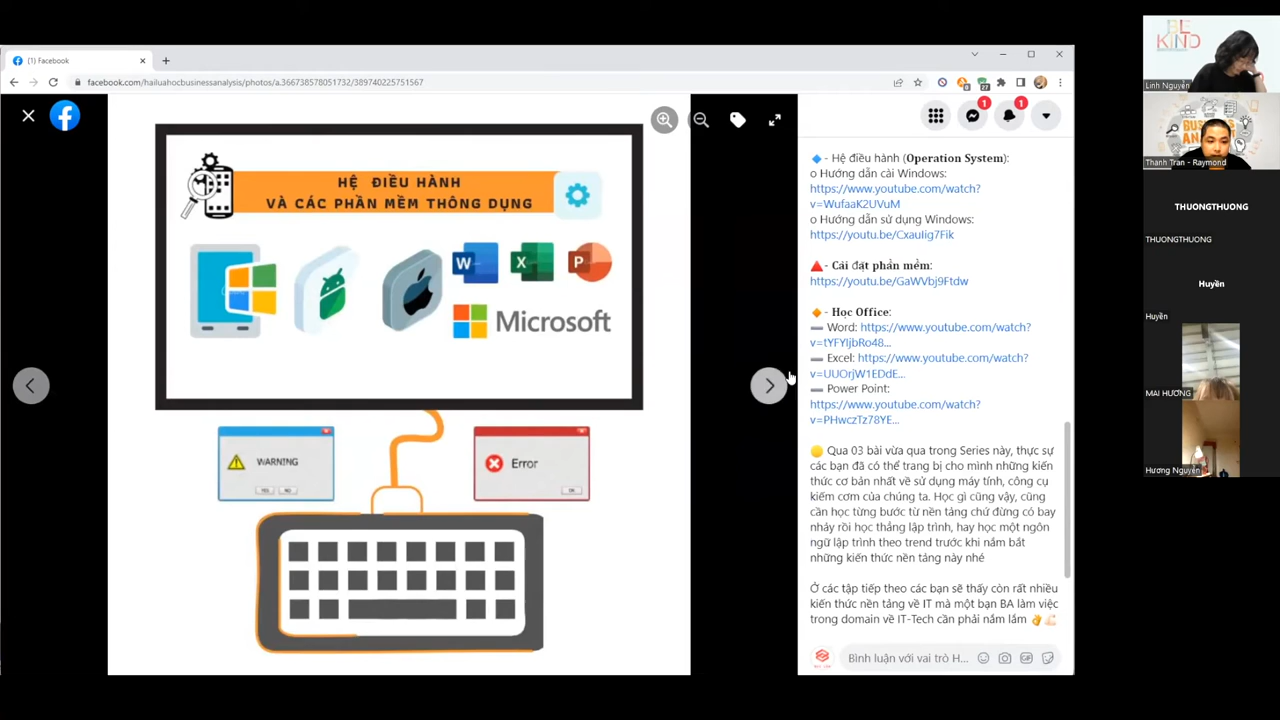 (1) Facebook
facebook.com/hailuahocbusinessanalysis/photos/a.366738578051732/389740225751567
HỆ ĐIỀU HÀNH
VÀ CÁC PHẦN MỀM THÔNG DỤNG
W
X
P
Microsoft
WARNING
YES
NO
Error
OK
27
1
1
- Hệ điều hành (Operation System):
o Hướng dẫn cài Windows:
https://www.youtube.com/watch?
v=WufaaK2UVuM
o Hướng dẫn sử dụng Windows:
https://youtu.be/CxauIig7Fik
- Cài đặt phần mềm:
https://youtu.be/GaWVbj9Ftdw
- Học Office:
Word: https://www.youtube.com/watch?
v=tYFYljbRo48...
Excel: https://www.youtube.com/watch?
v=UUOrjW1EDdE...
Power Point:
https://www.youtube.com/watch?
v=PHwczTz78YE...
Qua 03 bài vừa qua trong Series này, thực sự
các bạn đã có thể trang bị cho mình những kiến
thức cơ bản nhất về sử dụng máy tính, công cụ
kiếm cơm của chúng ta. Học gì cũng vậy, cũng
cần học từng bước từ nền tảng chứ đừng có bay
nhảy rồi học thẳng lập trình, hay học một ngôn
ngữ lập trình theo trend trước khi nắm bắt
những kiến thức nền tảng này nhé
Ở các tập tiếp theo các bạn sẽ thấy còn rất nhiều
kiến thức nền tảng về IT mà một bạn BA làm việc
trong domain về IT-Tech cần phải nắm lắm
Bình luận với vai trò H...
BE
KIND
Linh Nguyễn
Thanh Tran - Raymond
THUONGTHUONG
THUONGTHUONG
Huyền
Huyền
MAI HƯƠNG
Hương Nguyễn